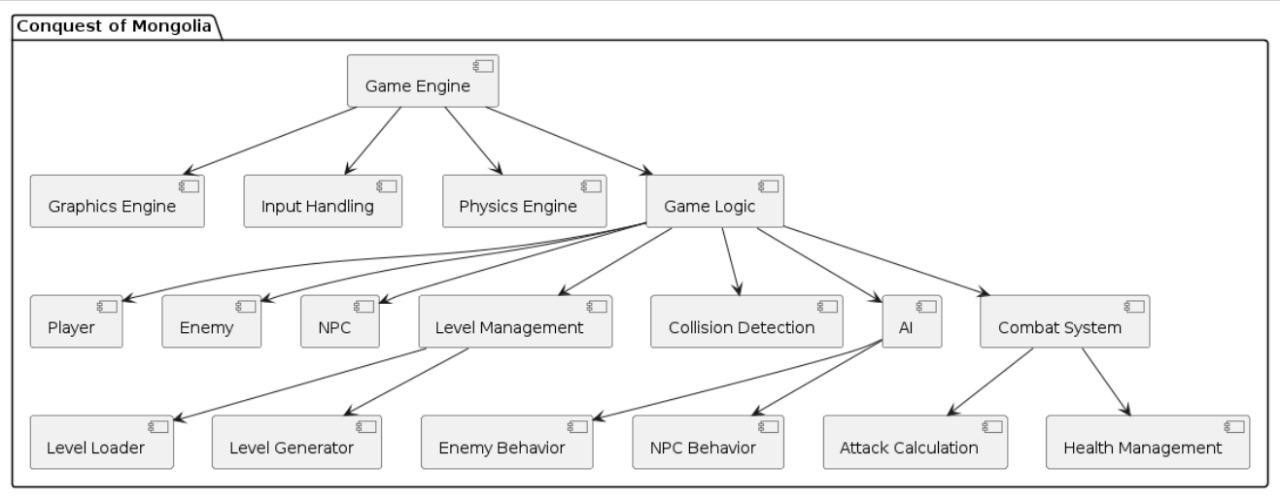 Conquest of Mongolia
Game Engine
Graphics Engine
Input Handling
Physics Engine
Game Logic
Player
Enemy
NPC
Level Management
Collision Detection
AI
Combat System
Level Loader
Level Generator
Enemy Behavior
NPC Behavior
Attack Calculation
Health Management